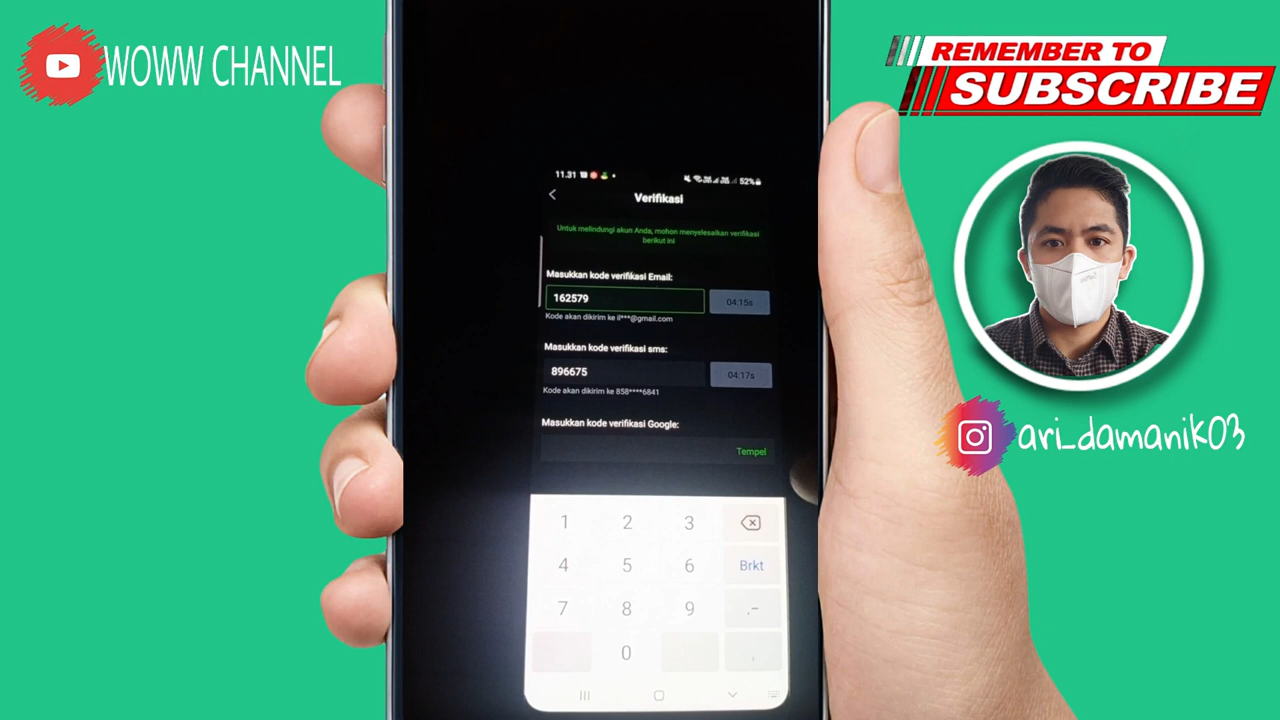 WOWW CHANNEL
REMEMBER TO
SUBSCRIBE
11.31
52%
Verifikasi
Untuk melindungi akun Anda, mohon menyelesaikan verifikasi
berikut ini
Masukkan kode verifikasi Email:
162579
04:15s
Kode akan dikirim ke il***@gmail.com
Masukkan kode verifikasi sms:
896675
04:17s
Kode akan dikirim ke 858****6841
Masukkan kode verifikasi Google:
Tempel
ari_damanik03
1 2 3
4 5 6 Brkt
7 8 9 .-
0 ,